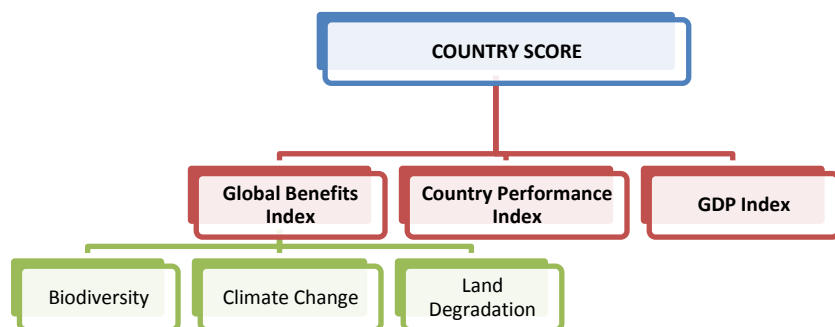 COUNTRY SCORE
Global Benefits
Index
Country Performance
Index
GDP Index
Biodiversity
Climate Change
Land
Degradation